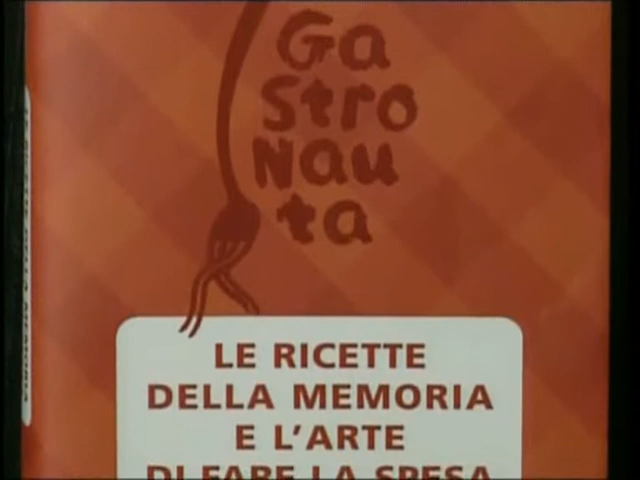 Ga
Stro
Nau
ta
LE RICETTE
DELLA MEMORIA
E L'ARTE
DI FARE LA SPESA